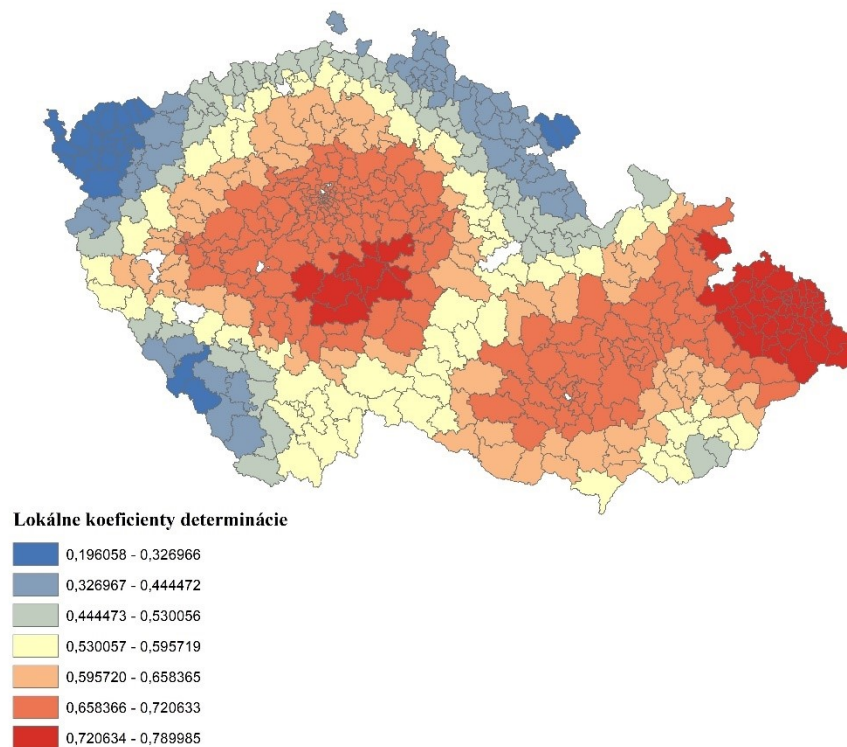 Lokálne koeficienty determinácie
0,196058 - 0,326966
0,326967 - 0,444472
0,444473 - 0,530056
0,530057 - 0,595719
0,595720 - 0,658365
0,658366 - 0,720633
0,720634 - 0,789985